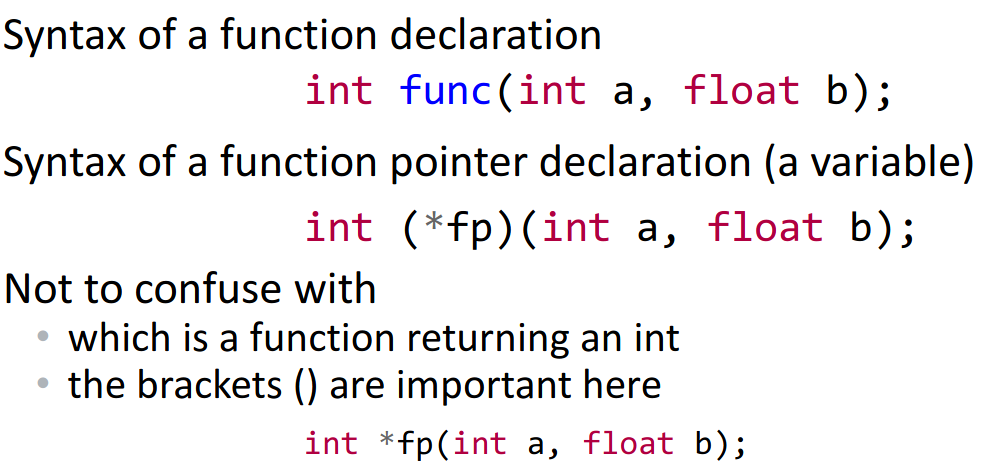 Syntax of a function declaration
int func(int a, float b);
Syntax of a function pointer declaration (a variable)
int (*fp)(int a, float b);
Not to confuse with
• which is a function returning an int
• the brackets () are important here
int *fp(int a, float b);